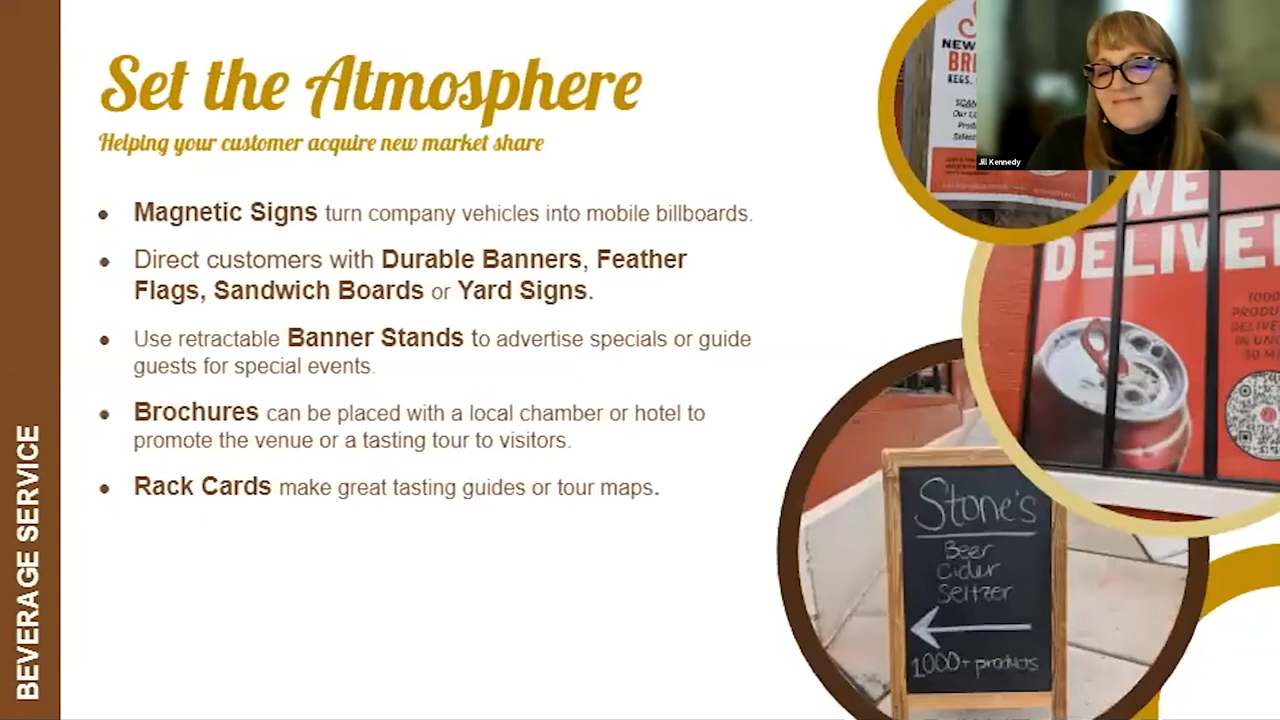 Set the Atmosphere
Helping your customer acquire new market share
• Magnetic Signs turn company vehicles into mobile billboards.
• Direct customers with Durable Banners, Feather
Flags, Sandwich Boards or Yard Signs.
• Use retractable Banner Stands to advertise specials or guide
guests for special events.
• Brochures can be placed with a local chamber or hotel to
promote the venue or a tasting tour to visitors.
• Rack Cards make great tasting guides or tour maps.
BEVERAGE SERVICE
NEW
Jill Kennedy
WE
DELIVE
1000
Stone's
Beer
Cider
Seltzer
1000+ products